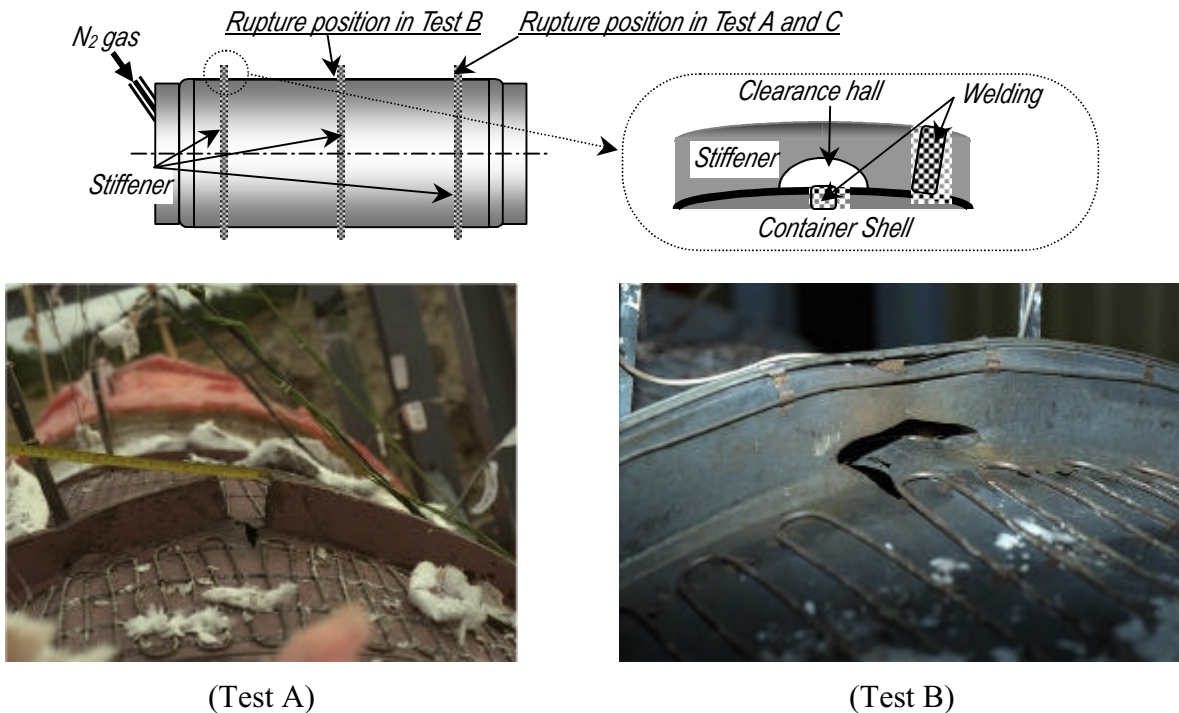 Rupture position in Test B
Rupture position in Test A and C
N2 gas
Clearance hall
Welding
Stiffener
Stiffener
Container Shell
(Test A)
(Test B)